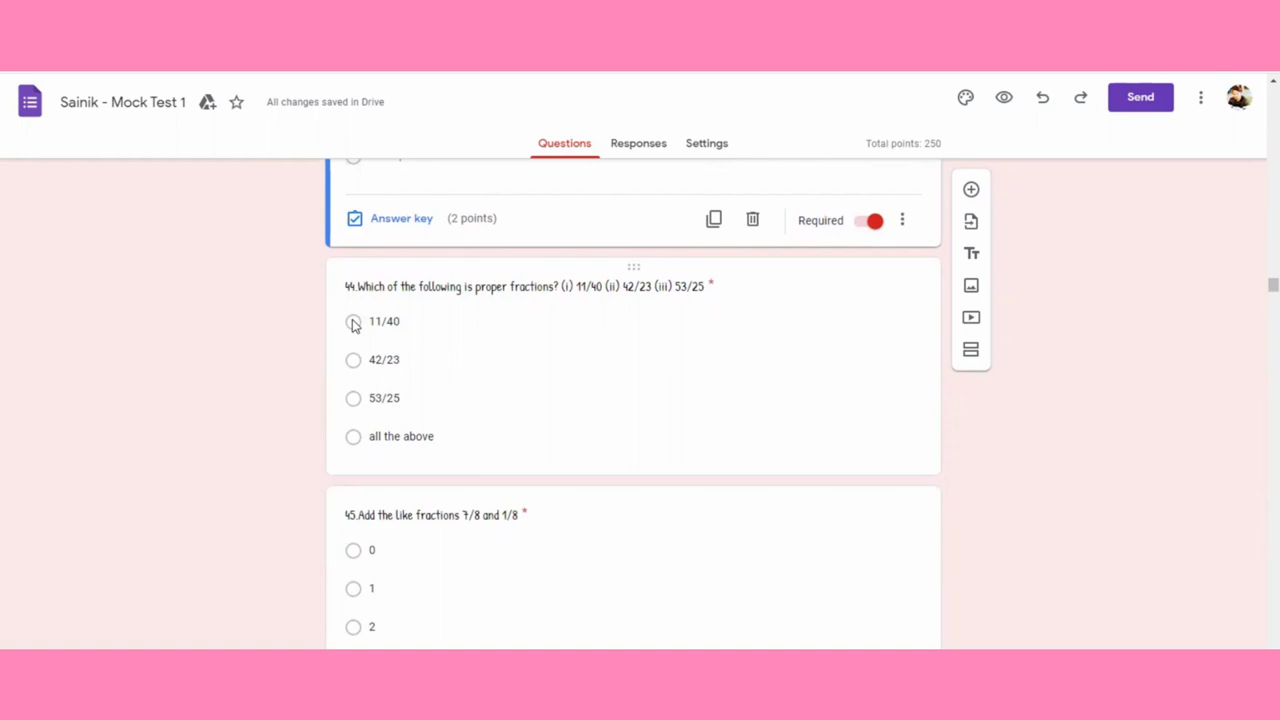 Sainik - Mock Test 1
All changes saved in Drive
Send
Questions
Responses
Settings
Total points: 250
Answer key
(2 points)
Required
44.Which of the following is proper fractions? (i) 11/40 (ii) 42/23 (iii) 53/25 *
11/40
42/23
53/25
all the above
45.Add the like fractions 7/8 and 1/8 *
0
1
2
Tт